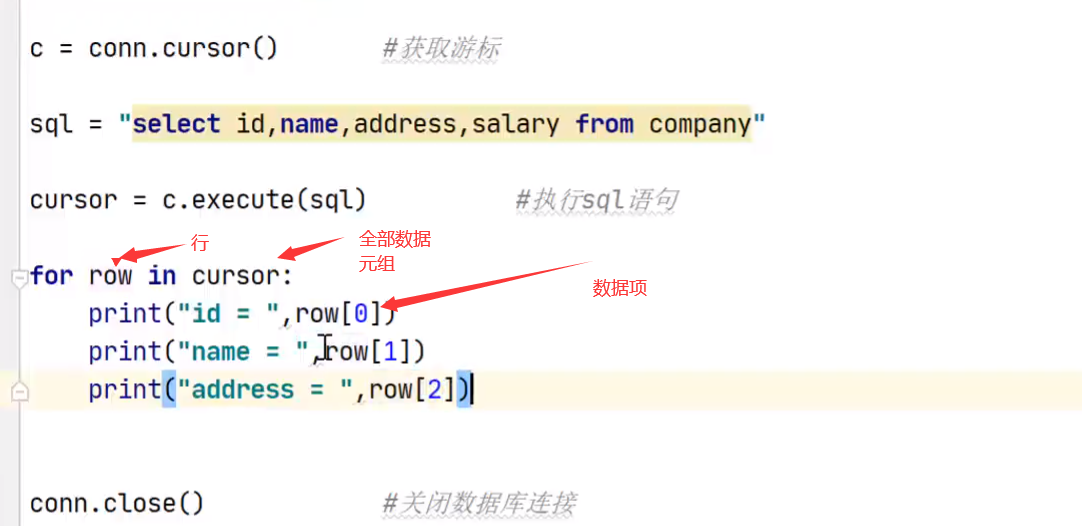 c = conn.cursor()       #获取游标
sql = "select id,name,address,salary from company"
cursor = c.execute(sql)          #执行sql语句
行
全部数据
元组
for row in cursor:
数据项
    print("id = ",row[0])
    print("name = ",row[1])
    print("address = ",row[2])
conn.close()            #关闭数据库连接